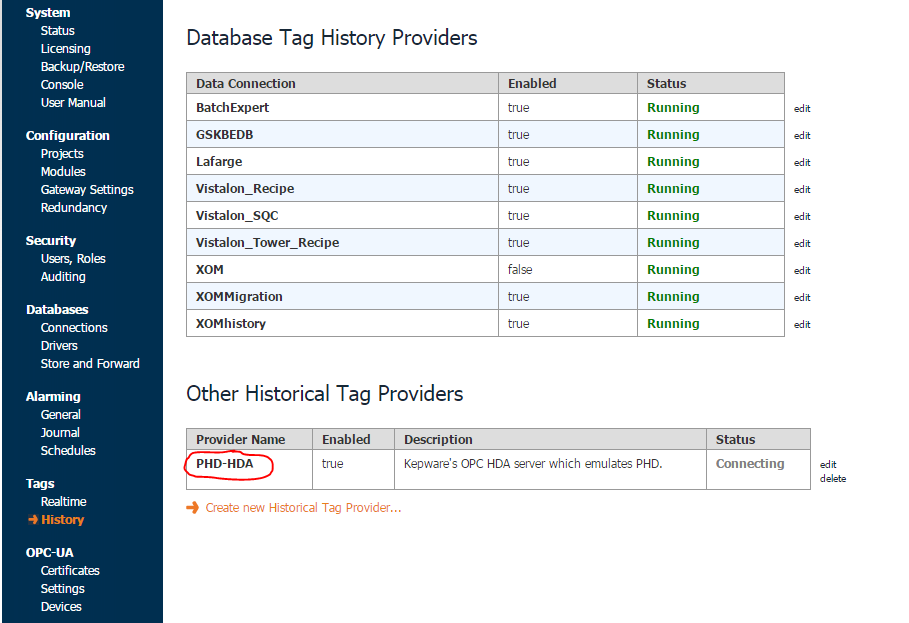 System
Status
Licensing
Backup/Restore
Console
User Manual
Configuration
Projects
Modules
Gateway Settings
Redundancy
Security
Users, Roles
Auditing
Databases
Connections
Drivers
Store and Forward
Alarming
General
Journal
Schedules
Tags
Realtime
History
OPC-UA
Certificates
Settings
Devices
Database Tag History Providers
Data Connection Enabled Status
BatchExpert true Running edit
GSKBEDB true Running edit
Lafarge true Running edit
Vistalon_Recipe true Running edit
Vistalon_SQC true Running edit
Vistalon_Tower_Recipe true Running edit
XOM false Running edit
XOMMigration true Running edit
XOMhistory true Running edit
Other Historical Tag Providers
Provider Name Enabled Description Status
PHD-HDA true Kepware's OPC HDA server which emulates PHD. Connecting edit
delete
Create new Historical Tag Provider...